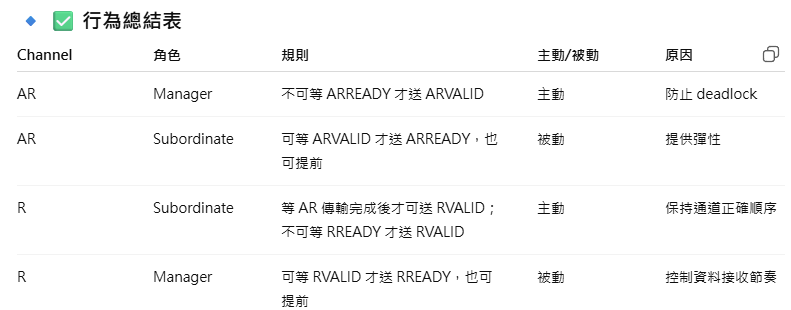 ✅ 行為總結表
Channel 角色 規則 主動/被動 原因
AR Manager 不可等 ARREADY 才送 ARVALID 主動 防止 deadlock
AR Subordinate 可等 ARVALID 才送 ARREADY，也 被動 提供彈性
可提前
R Subordinate 等 AR 傳輸完成後才可送 RVALID； 主動 保持通道正確順序
不可等 RREADY 才送 RVALID
R Manager 可等 RVALID 才送 RREADY，也可 被動 控制資料接收節奏
提前